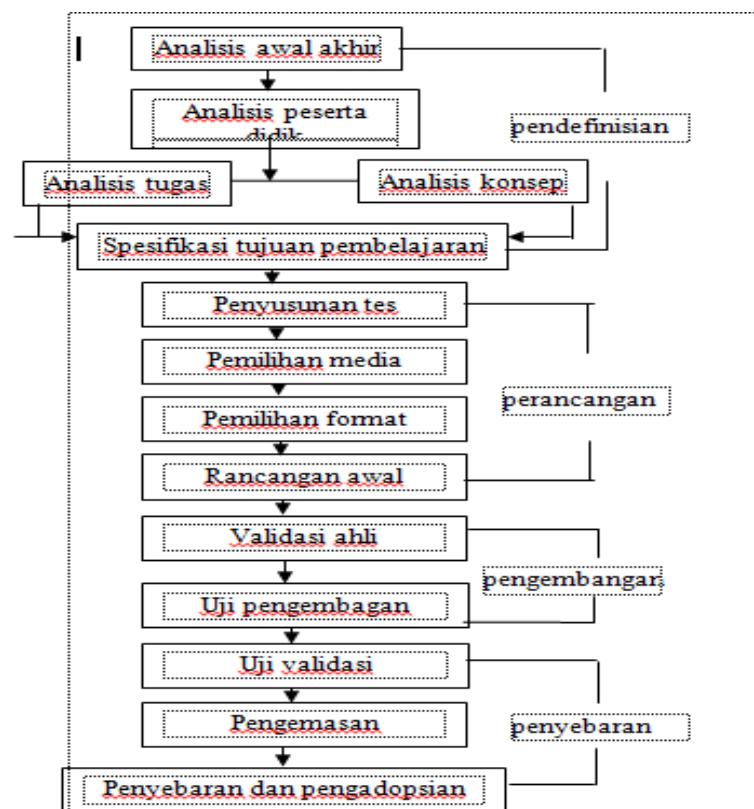 Analisis awal akhir
Analisis peserta
didik
pendefinisian
Analisis tugas
Analisis konsep
Spesifikasi tujuan pembelajaran
Penyusunan tes
Pemilihan media
perancangan
Pemilihan format
Rancangan awal
Validasi ahli
pengembangan
Uji pengembagan
Uji validasi
Pengemasan
penyebaran
Penyebaran dan pengadopsian